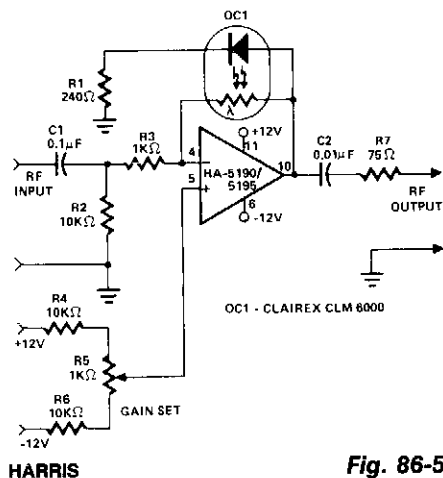 OC1
R1
240Ω
C1
0.1μF
R3
1KΩ
4
+12V
11
λ
C2
0.01μF
R7
75Ω
10
RF
INPUT
5
HA-5190/
5195
RF
OUTPUT
R2
10KΩ
6
-12V
R4
10KΩ
OC1 - CLAIREX CLM 6000
+12V
R5
1KΩ
GAIN SET
R6
10KΩ
-12V
HARRIS
Fig. 86-5